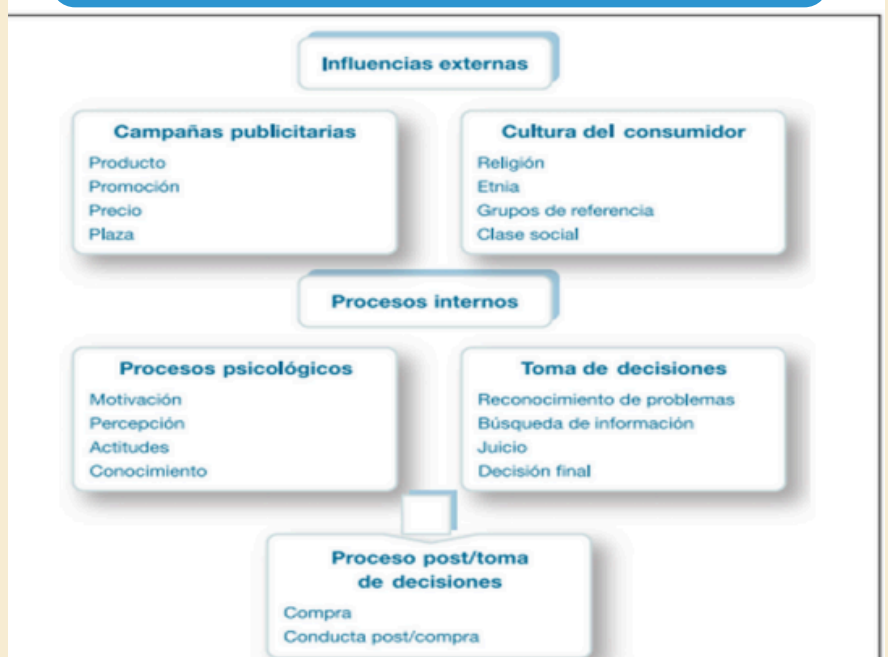 Influencias externas
Campañas publicitarias
Producto
Promoción
Precio
Plaza
Cultura del consumidor
Religión
Etnia
Grupos de referencia
Clase social
Procesos internos
Procesos psicológicos
Motivación
Percepción
Actitudes
Conocimiento
Toma de decisiones
Reconocimiento de problemas
Búsqueda de información
Juicio
Decisión final
Proceso post/toma
de decisiones
Compra
Conducta post/compra